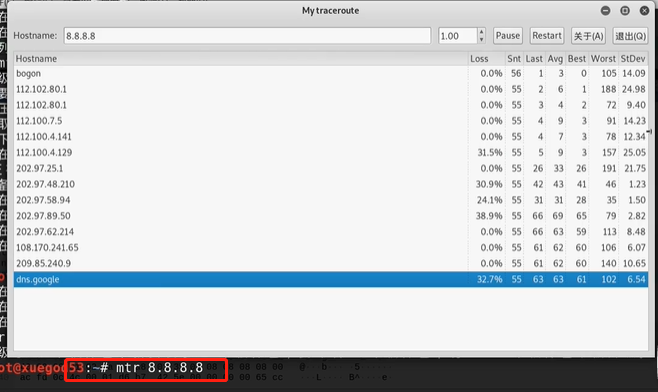 My traceroute
Hostname: 8.8.8.8 1.00 Pause Restart 关于(A) 退出(Q)
Hostname Loss Snt Last Avg Best Worst StDev
bogon 0.0% 56 1 3 0 105 14.09
112.102.80.1 0.0% 55 2 6 1 188 24.98
112.102.80.1 0.0% 55 3 4 2 72 9.40
112.100.7.5 0.0% 55 4 9 3 91 14.23
112.100.4.141 0.0% 55 4 7 3 78 12.34
112.100.4.129 31.5% 55 5 9 3 157 25.05
202.97.25.1 0.0% 55 26 33 26 191 21.75
202.97.48.210 30.9% 55 42 43 41 46 1.23
202.97.58.94 24.1% 55 31 31 28 35 1.50
202.97.89.50 38.9% 55 66 69 65 79 2.82
202.97.62.214 0.0% 55 66 63 59 113 8.48
108.170.241.65 0.0% 55 61 62 60 106 6.07
209.85.240.9 0.0% 55 61 62 60 140 10.65
dns.google 32.7% 55 63 63 61 102 6.54
ot@xuegod53:~# mtr 8.8.8.8